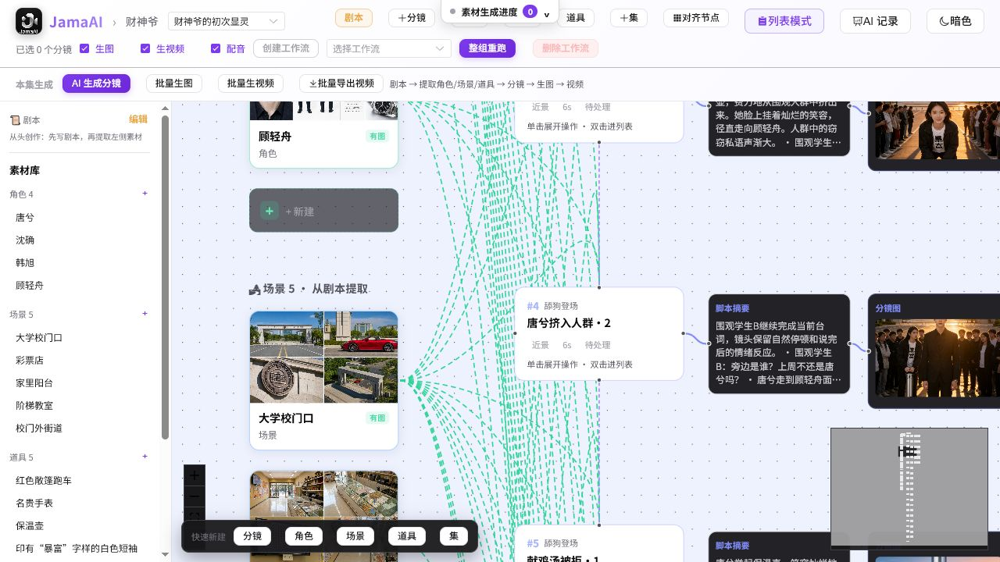 JamaAI
JamaAI › 财神爷
财神爷的初次显灵
剧本
＋分镜
素材生成进度 0 v
道具
＋集
对齐节点
列表模式
AI 记录
暗色
已选 0 个分镜
生图
生视频
配音
创建工作流
选择工作流
整组重跑
删除工作流
本集生成
AI 生成分镜
批量生图
批量生视频
批量导出视频
剧本 → 提取角色/场景/道具 → 分镜 → 生图 → 视频
剧本
编辑
从头创作：先写剧本，再提取左侧素材
素材库
角色 4 +
唐兮
沈确
韩旭
顾轻舟
场景 5 +
大学校门口
彩票店
家里阳台
阶梯教室
校门外街道
道具 5 +
红色敞篷跑车
名贵手表
保温壶
印有“暴富”字样的白色短袖
顾轻舟
有图
角色
+ 新建
场景 5 · 从剧本提取
大学校门口
有图
场景
快速新建
分镜
角色
场景
道具
集
近景 6s 待处理
单击展开操作 · 双击进列表
#4 舔狗登场
唐兮挤入人群 · 2
近景 6s 待处理
单击展开操作 · 双击进列表
#5 舔狗登场
献鸡汤被拒 · 1
壶，费力地从围观人群中挤出
来。她脸上挂着灿烂的笑容，
径直走向顾轻舟。人群中的窃
窃私语声渐大。 · 围观学生…
脚本摘要
围观学生B继续完成当前台
词，镜头保留自然停顿和说完
后的情绪反应。 · 围观学生
B：旁边是谁？上周不还是唐
兮吗？ · 唐兮走到顾轻舟面…
分镜图
脚本摘要